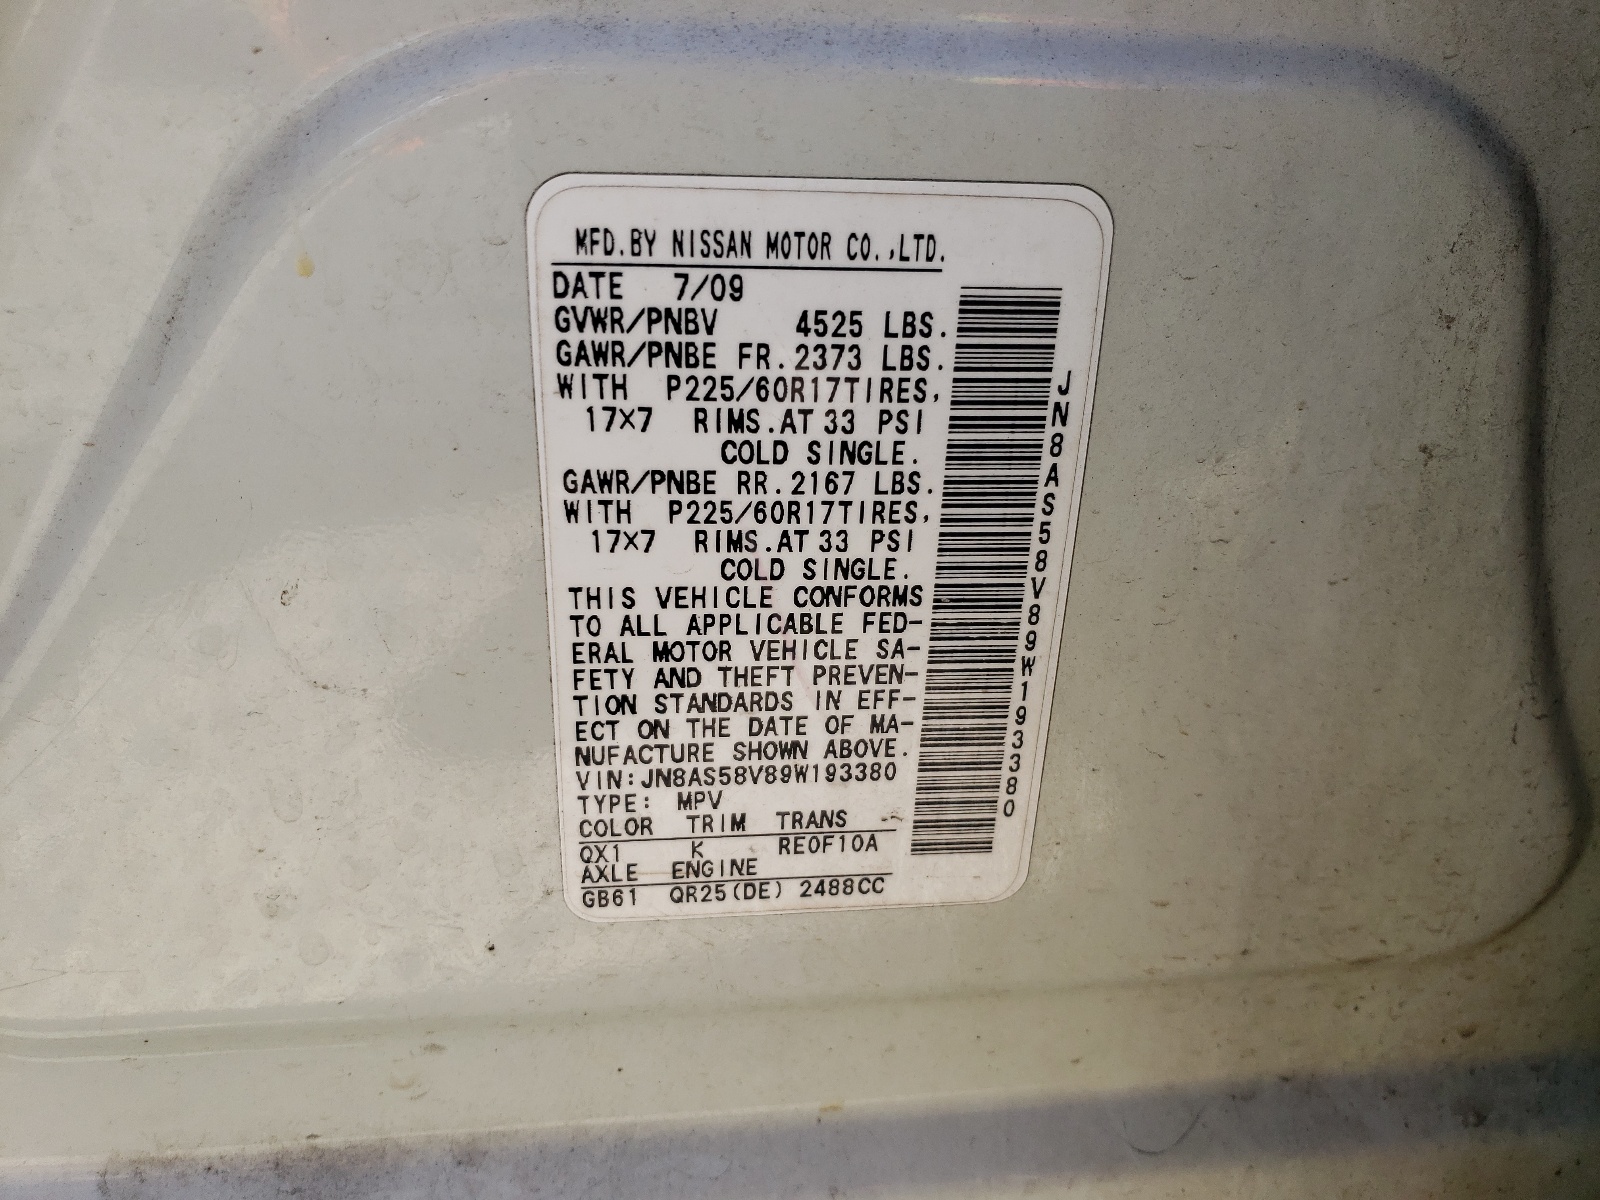 MFD.BY NISSAN MOTOR CO.,LTD.
DATE 7/09
GVWR/PNBV 4525 LBS.
GAWR/PNBE FR. 2373 LBS.
WITH P225/60R17TIRES,
17×7 RIMS.AT 33 PSI
COLD SINGLE.
GAWR/PNBE RR. 2167 LBS.
WITH P225/60R17TIRES,
17×7 RIMS.AT 33 PSI
COLD SINGLE.
THIS VEHICLE CONFORMS
TO ALL APPLICABLE FED-
ERAL MOTOR VEHICLE SA-
FETY AND THEFT PREVEN-
TION STANDARDS IN EFF-
ECT ON THE DATE OF MA-
NUFACTURE SHOWN ABOVE.
VIN:JN8AS58V89W193380
TYPE: MPV
COLOR TRIM TRANS
QX1 K RE0F10A
AXLE ENGINE
GB61 QR25(DE) 2488CC
JN8AS58V89W193380